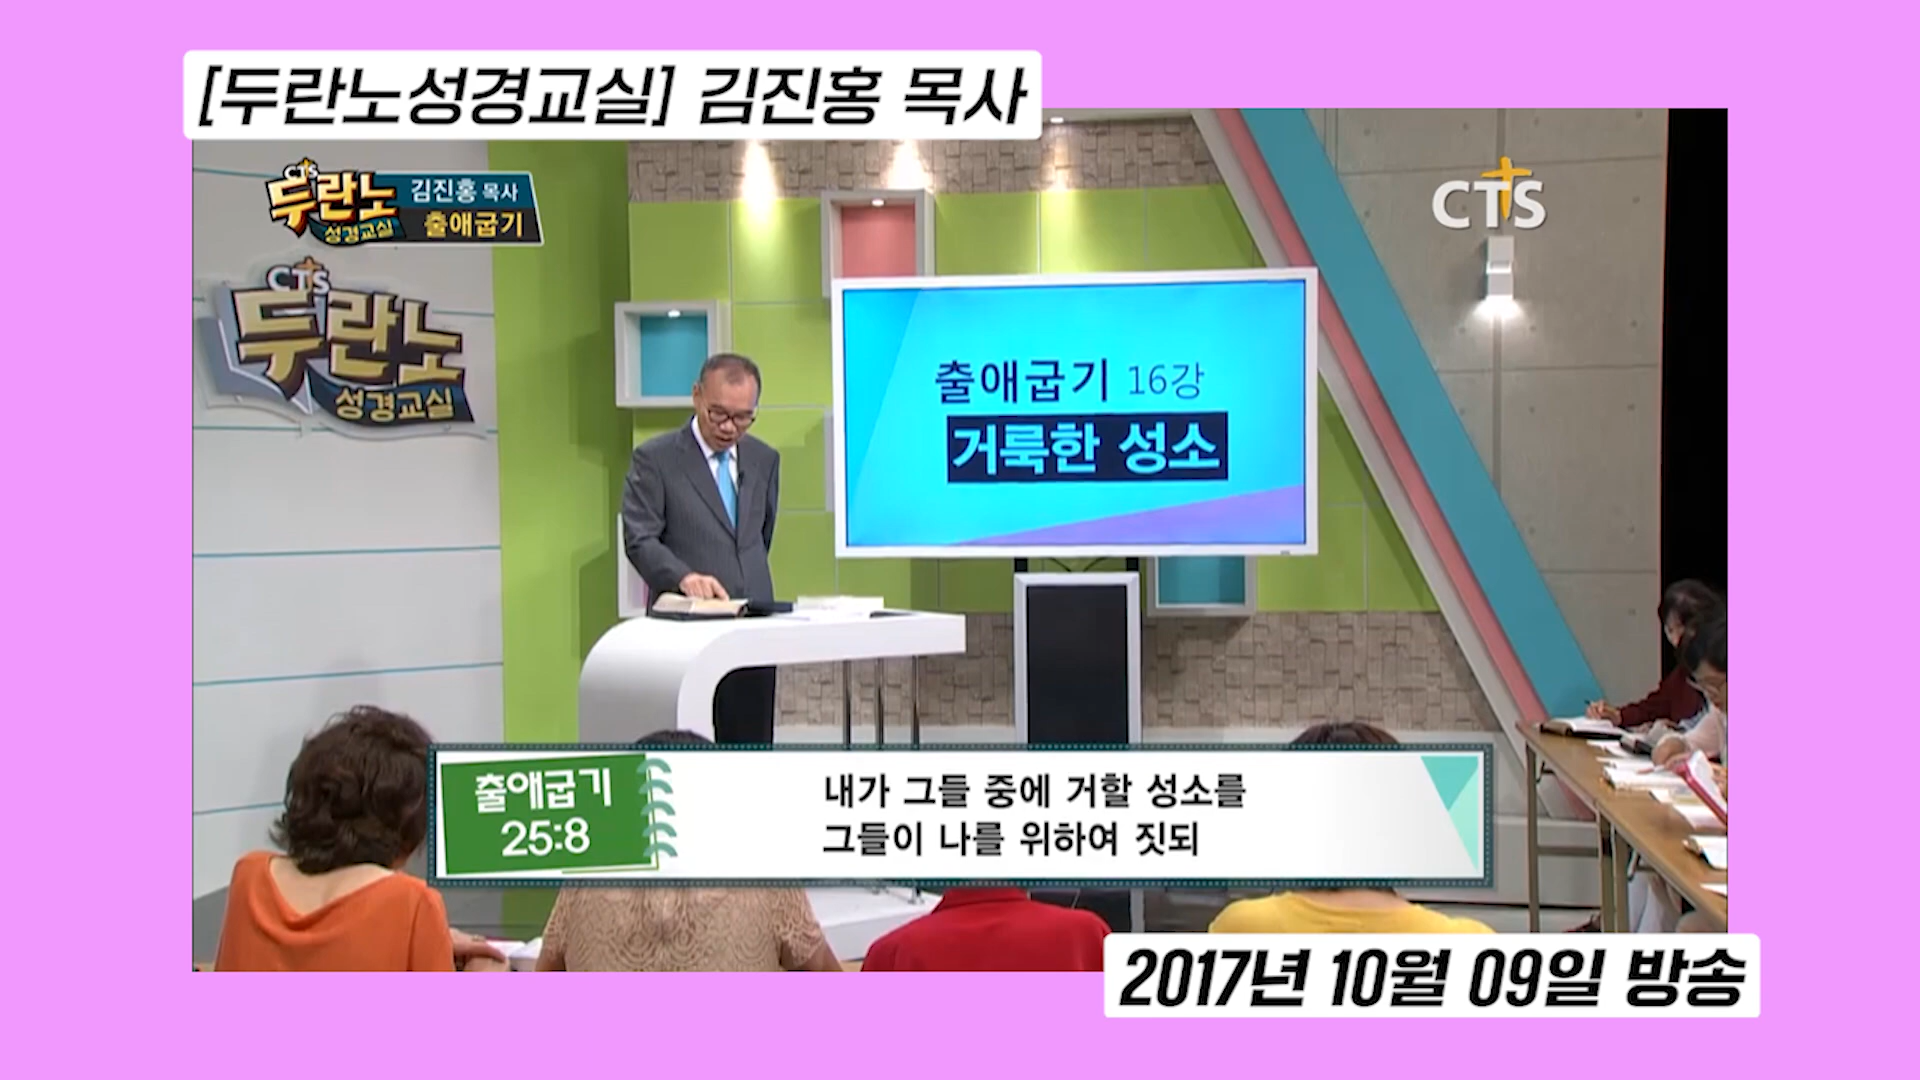 [두란노성경교실] 김진홍 목사
CTS
두란노
성경교실
김진홍 목사
출애굽기
CTS
CTS
두란노
성경교실
출애굽기 16강
거룩한 성소
출애굽기
25:8
내가 그들 중에 거할 성소를
그들이 나를 위하여 짓되
2017년 10월 09일 방송